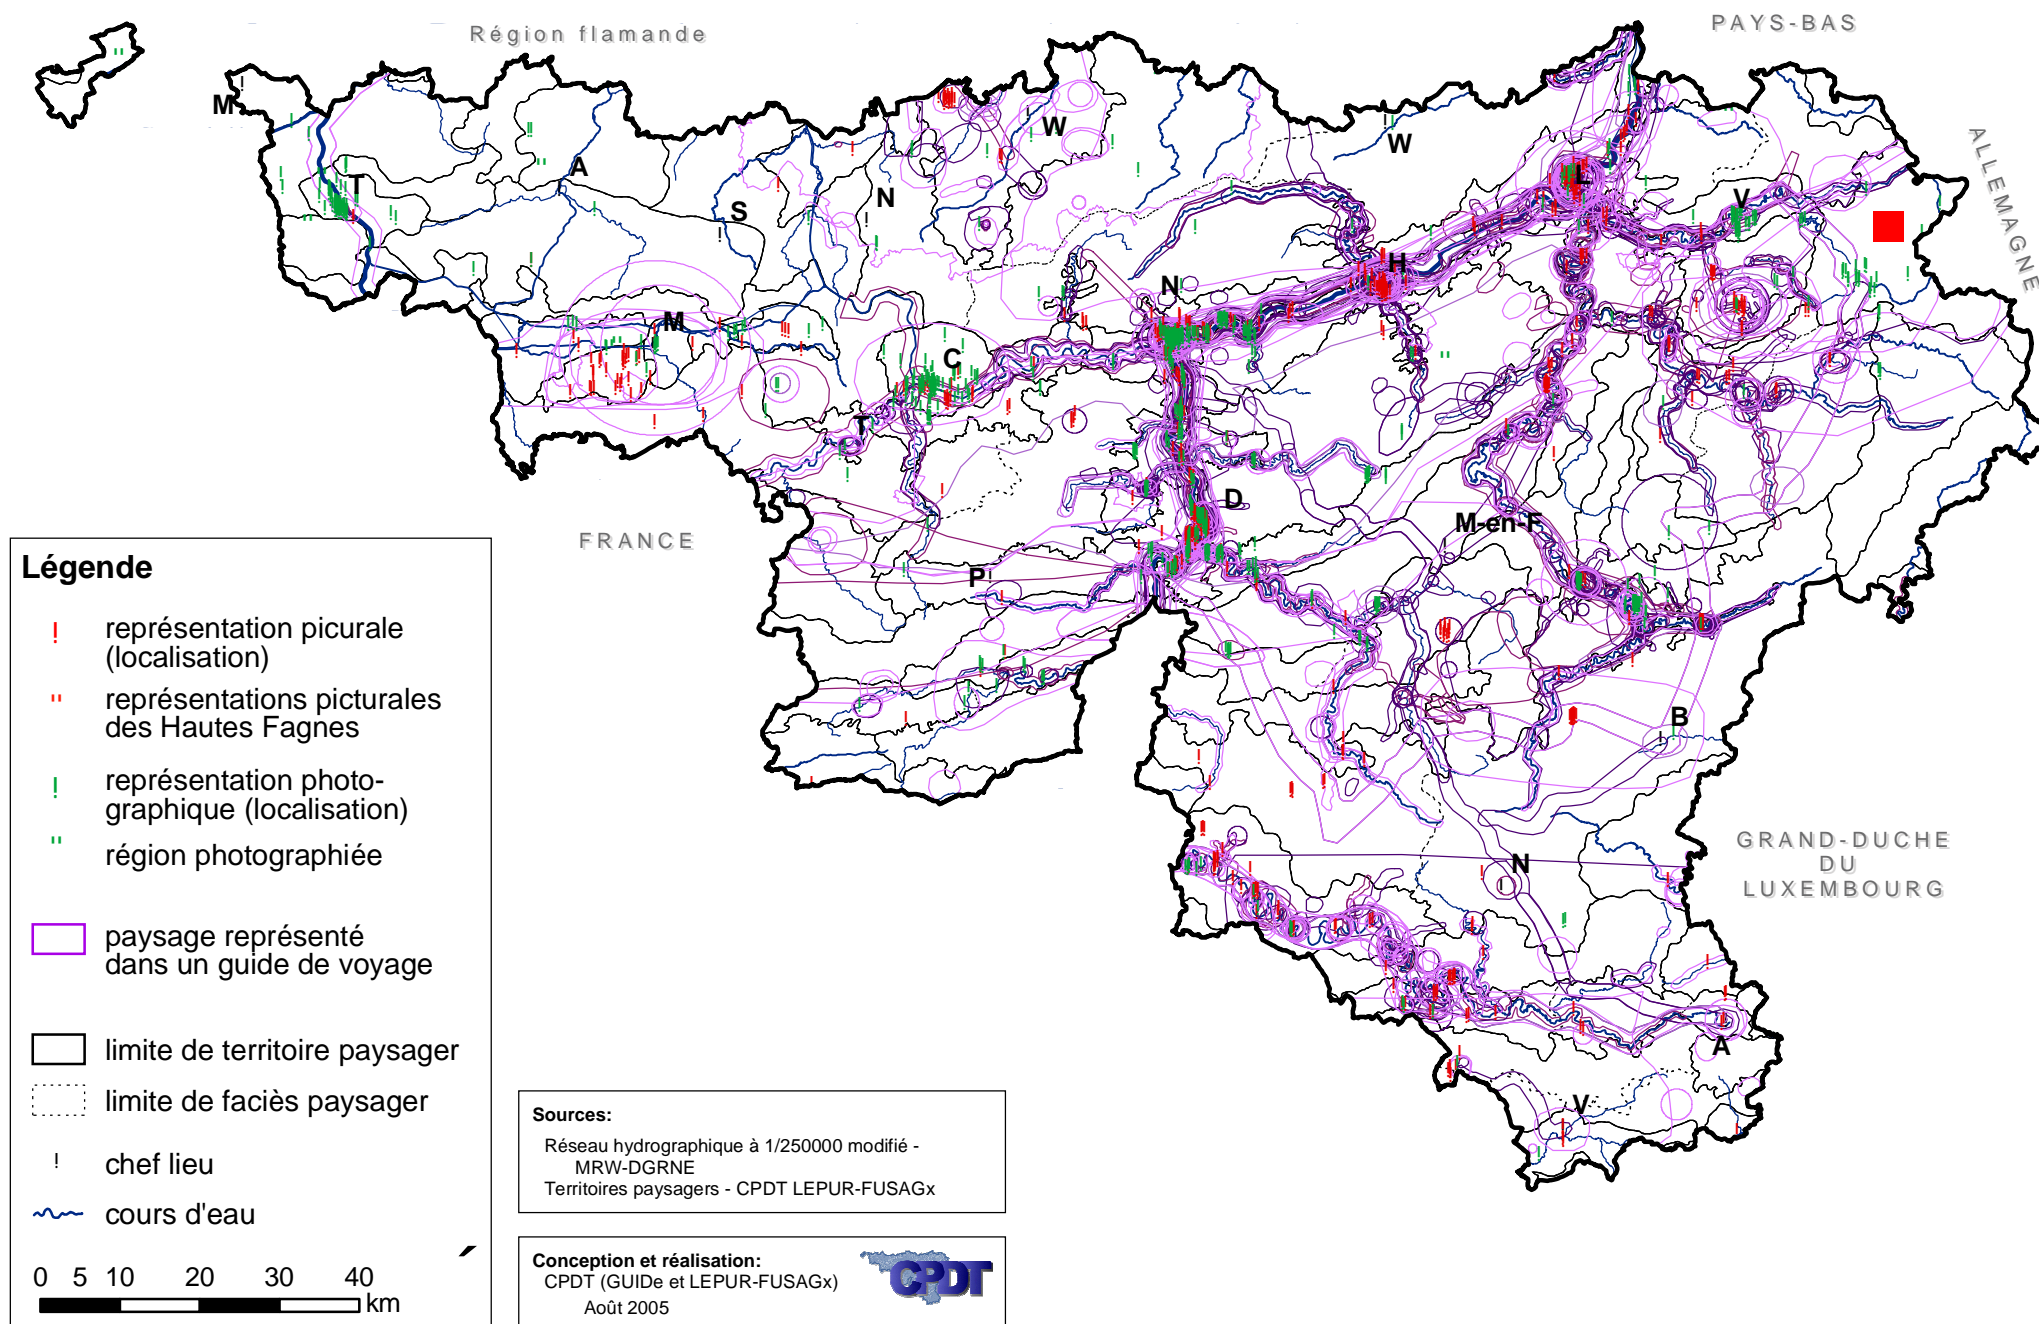 Région flamande
PAYS-BAS
ALLEMAGNE
M
T
A
S
N
W
W
L
V
H
N
M
C
T
D
M-en-F
P
B
N
A
V
FRANCE
GRAND-DUCHE
DU
LUXEMBOURG
Légende
représentation picurale
(localisation)
représentations picturales
des Hautes Fagnes
représentation photo-
graphique (localisation)
région photographiée
paysage représenté
dans un guide de voyage
limite de territoire paysager
limite de faciès paysager
chef lieu
cours d'eau
0 5 10 20 30 40
km
Sources:
Réseau hydrographique à 1/250000 modifié -
MRW-DGRNE
Territoires paysagers - CPDT LEPUR-FUSAGx
Conception et réalisation:
CPDT (GUIDe et LEPUR-FUSAGx)
Août 2005
CPDT